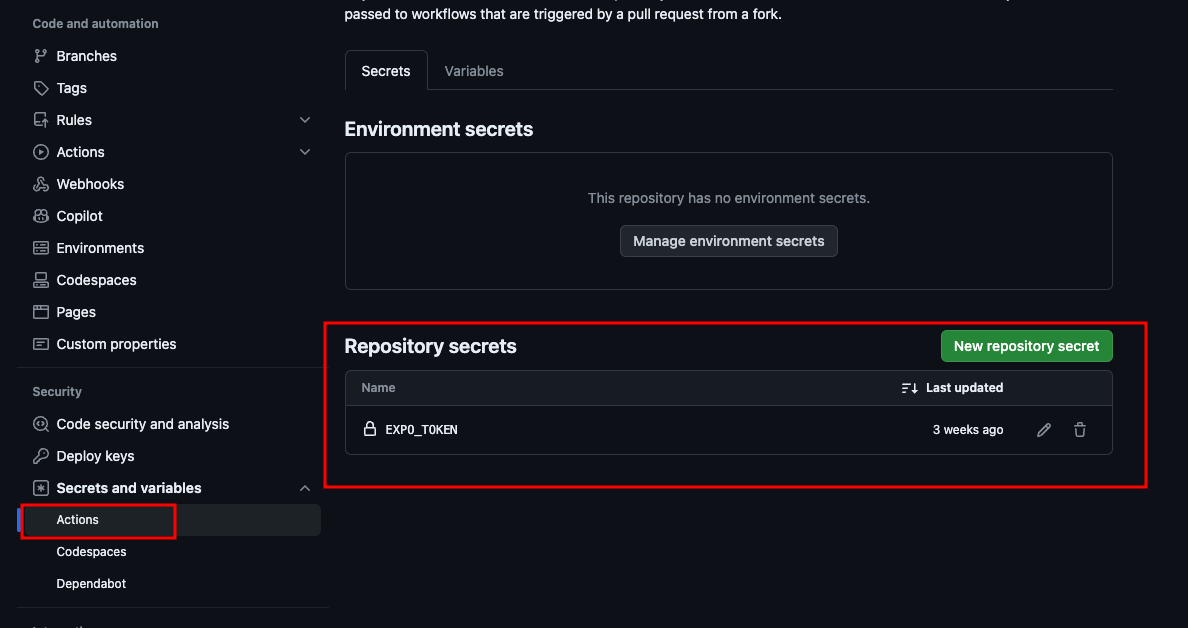 Code and automation
Branches
Tags
Rules
Actions
Webhooks
Copilot
Environments
Codespaces
Pages
Custom properties
Security
Code security and analysis
Deploy keys
Secrets and variables
Actions
Codespaces
Dependabot
passed to workflows that are triggered by a pull request from a fork.
Secrets Variables
Environment secrets
This repository has no environment secrets.
Manage environment secrets
Repository secrets
New repository secret
Name Last updated
EXPO_TOKEN 3 weeks ago